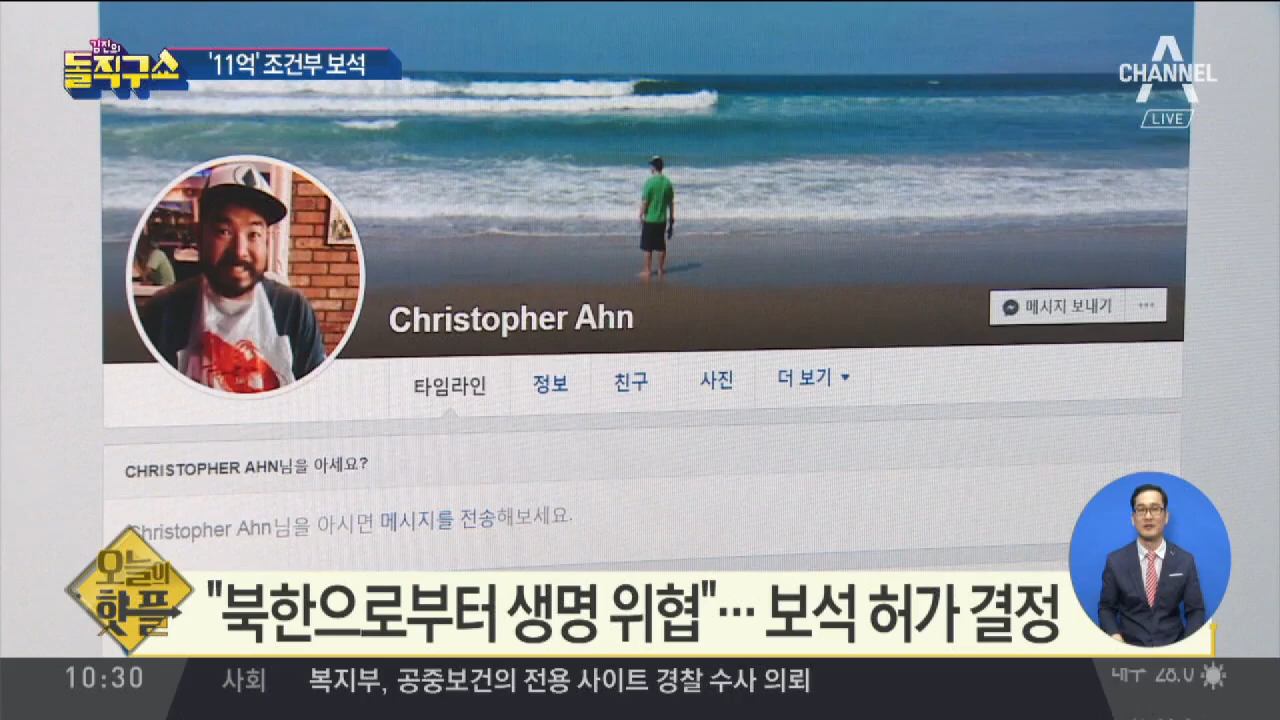 김진의
돌직구쇼
'11억' 조건부 보석
CHANNEL A
LIVE
Christopher Ahn
메시지 보내기
타임라인 정보 친구 사진 더 보기
CHRISTOPHER AHN님을 아세요?
Christopher Ahn님을 아시면 메시지를 전송해보세요.
오늘의
핫플
"북한으로부터 생명 위협"… 보석 허가 결정
10:30 사회 복지부, 공중보건의 전용 사이트 경찰 수사 의뢰